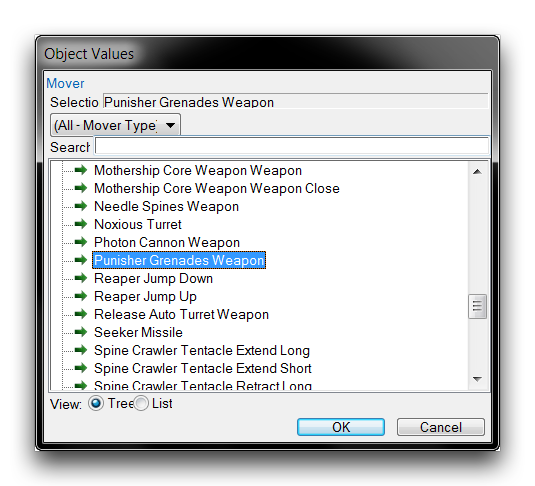 Object Values
Mover
Selectio Punisher Grenades Weapon
(All - Mover Type)
Search
Mothership Core Weapon Weapon
Mothership Core Weapon Weapon Close
Needle Spines Weapon
Noxious Turret
Photon Cannon Weapon
Punisher Grenades Weapon
Reaper Jump Down
Reaper Jump Up
Release Auto Turret Weapon
Seeker Missile
Spine Crawler Tentacle Extend Long
Spine Crawler Tentacle Extend Short
Spine Crawler Tentacle Retract Long
View: Tree List
OK Cancel